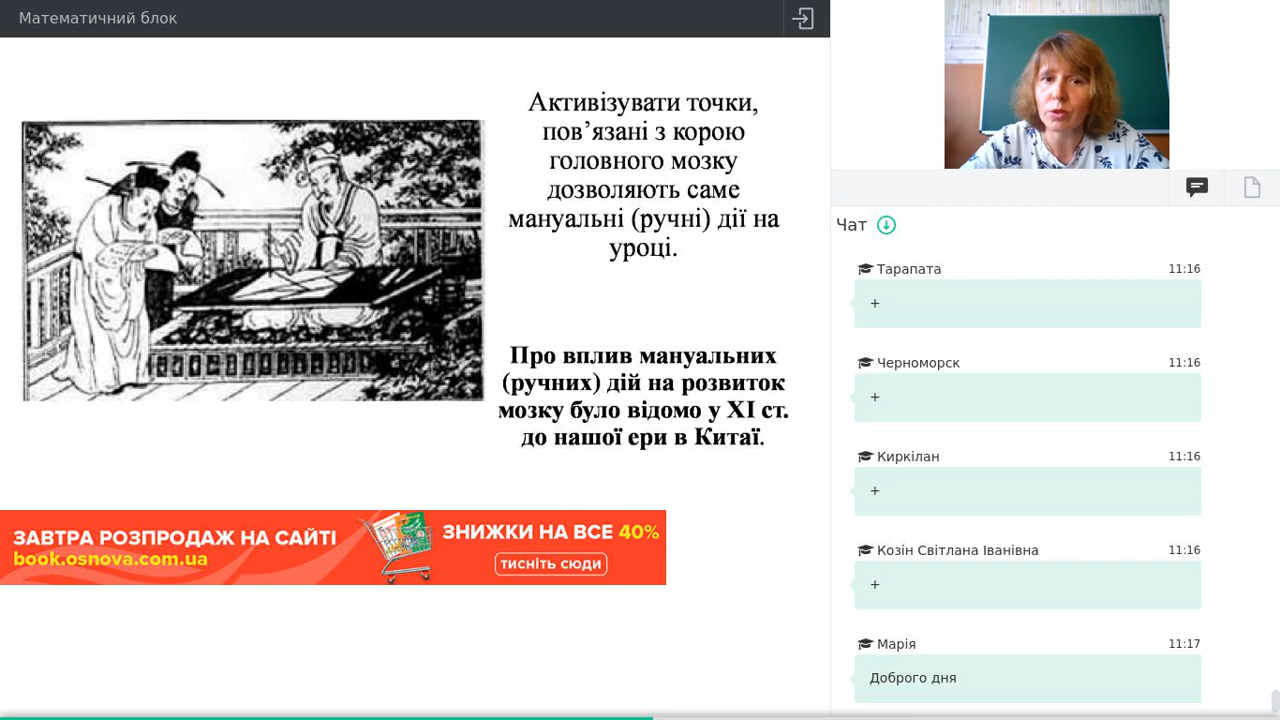 Математичний блок
Активізувати точки,
пов’язані з корою
головного мозку
дозволяють саме
мануальні (ручні) дії на
уроці.
Про вплив мануальних
(ручних) дій на розвиток
мозку було відомо у XI ст.
до нашої ери в Китаї.
ЗАВТРА РОЗПРОДАЖ НА САЙТІ
book.osnova.com.ua
ЗНИЖКИ НА ВСЕ 40%
тисніть сюди
Чат
Тарапата 11:16
+
Черноморск 11:16
+
Киркілан 11:16
+
Козін Світлана Іванівна 11:16
+
Марія 11:17
Доброго дня